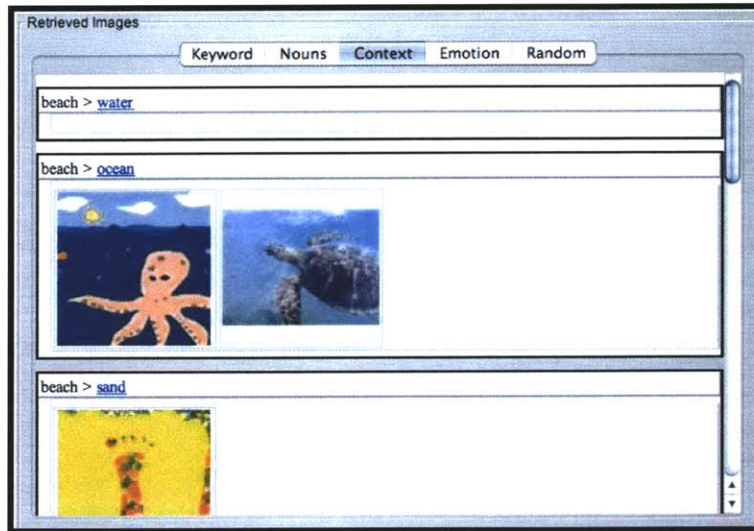 Retrieved Images
Keyword Nouns Context Emotion Random
beach > water
beach > ocean
beach > sand